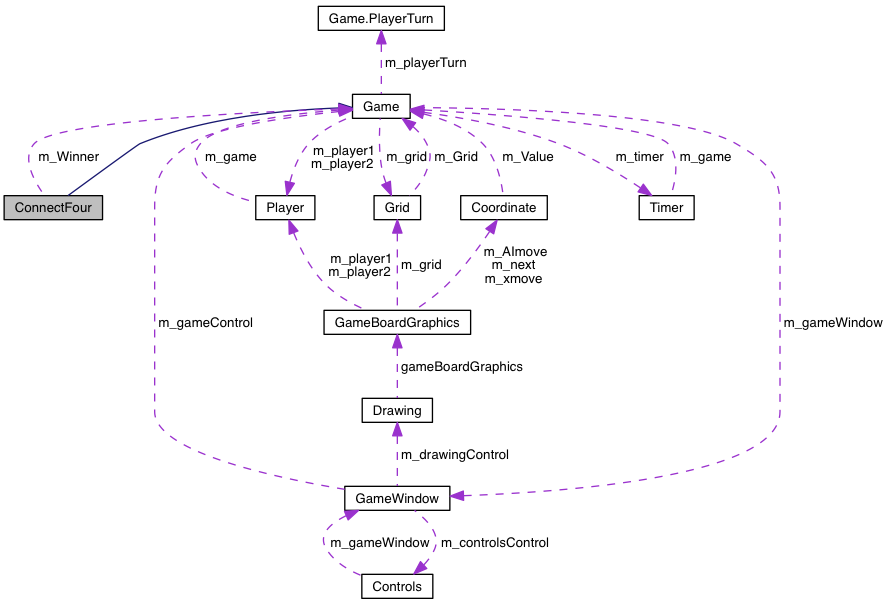 Game.PlayerTurn
m_playerTurn
Game
m_Winner
m_game
m_player1
m_player2
m_grid
m_Grid
m_Value
m_timer
m_game
ConnectFour
Player
Grid
Coordinate
Timer
m_player1
m_player2
m_grid
m_AImove
m_next
m_xmove
m_gameControl
GameBoardGraphics
m_gameWindow
gameBoardGraphics
Drawing
m_drawingControl
GameWindow
m_gameWindow
m_controlsControl
Controls